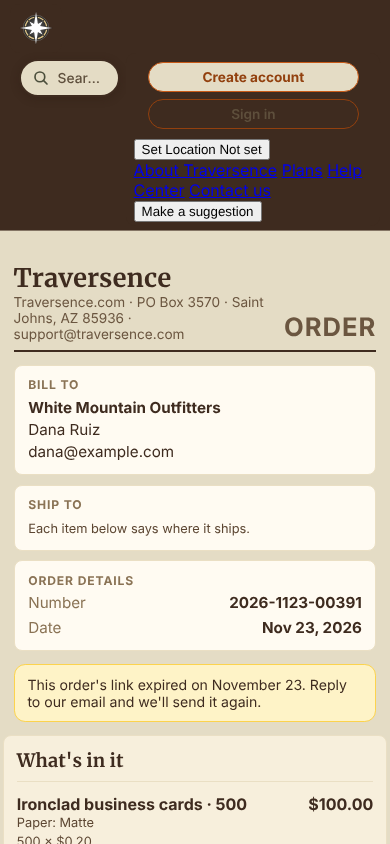 Sear...
Create account
Sign in
Set Location Not set
About Traversence Plans Help
Center Contact us
Make a suggestion
Traversence
Traversence.com · PO Box 3570 · Saint
Johns, AZ 85936 ·
support@traversence.com
ORDER
BILL TO
White Mountain Outfitters
Dana Ruiz
dana@example.com
SHIP TO
Each item below says where it ships.
ORDER DETAILS
Number 2026-1123-00391
Date Nov 23, 2026
This order's link expired on November 23. Reply
to our email and we'll send it again.
What's in it
Ironclad business cards · 500 $100.00
Paper: Matte
500 × $0.20